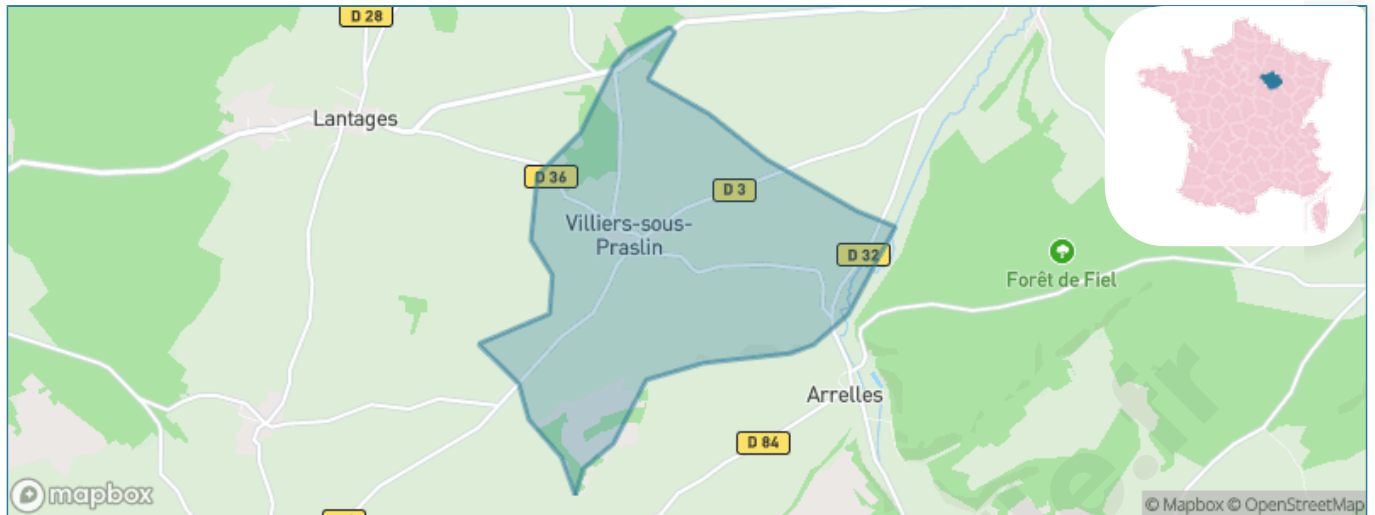 D 28
Lantages
D 36
D 3
Villiers-sous-
Praslin
D 32
Forêt de Fiel
Arrelles
D 84
mapbox
© Mapbox © OpenStreetMap